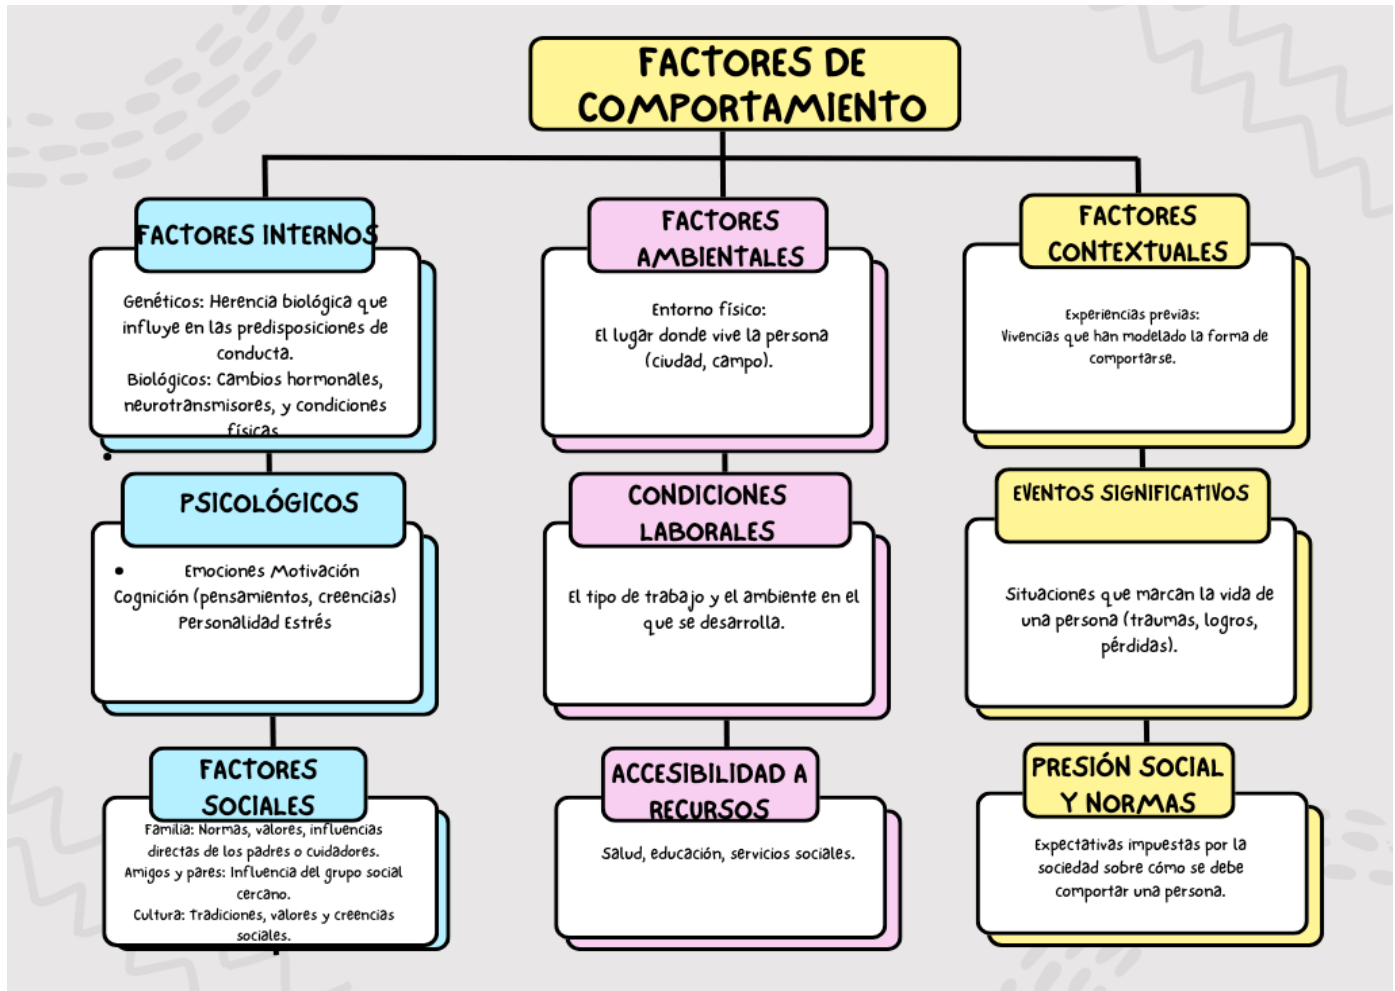 FACTORES DE
COMPORTAMIENTO
FACTORES INTERNOS
Genéticos: Herencia biológica que
influye en las predisposiciones de
conducta.
Biológicos: Cambios hormonales,
neurotransmisores, y condiciones
físicas
PSICOLÓGICOS
Emociones Motivación
Cognición (pensamientos, creencias)
Personalidad Estrés
FACTORES
SOCIALES
Familia: Normas, valores, influencias
directas de los padres o cuidadores.
Amigos y pares: Influencia del grupo social
cercano.
Cultura: Tradiciones, valores y creencias
sociales.
FACTORES
AMBIENTALES
Entorno físico:
El lugar donde vive la persona
(ciudad, campo).
CONDICIONES
LABORALES
El tipo de trabajo y el ambiente en el
que se desarrolla.
ACCESIBILIDAD A
RECURSOS
Salud, educación, servicios sociales.
FACTORES
CONTEXTUALES
Experiencias previas:
Vivencias que han modelado la forma de
comportarse.
EVENTOS SIGNIFICATIVOS
Situaciones que marcan la vida de
una persona (traumas, logros,
pérdidas).
PRESIÓN SOCIAL
Y NORMAS
Expectativas impuestas por la
sociedad sobre cómo se debe
comportar una persona.